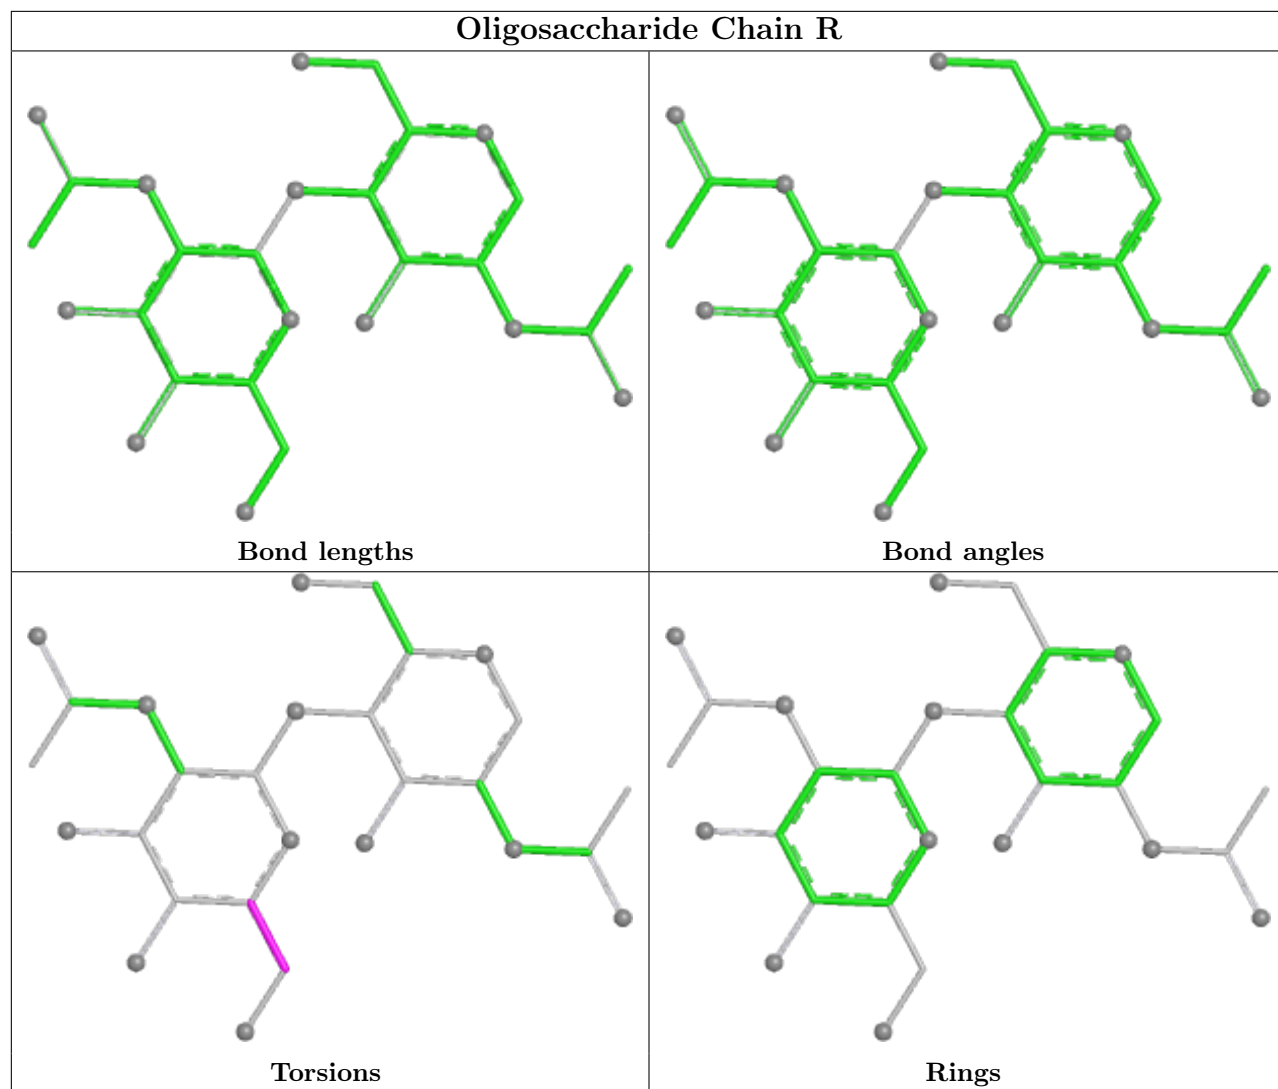 Oligosaccharide Chain R
Bond lengths
Bond angles
Torsions
Rings